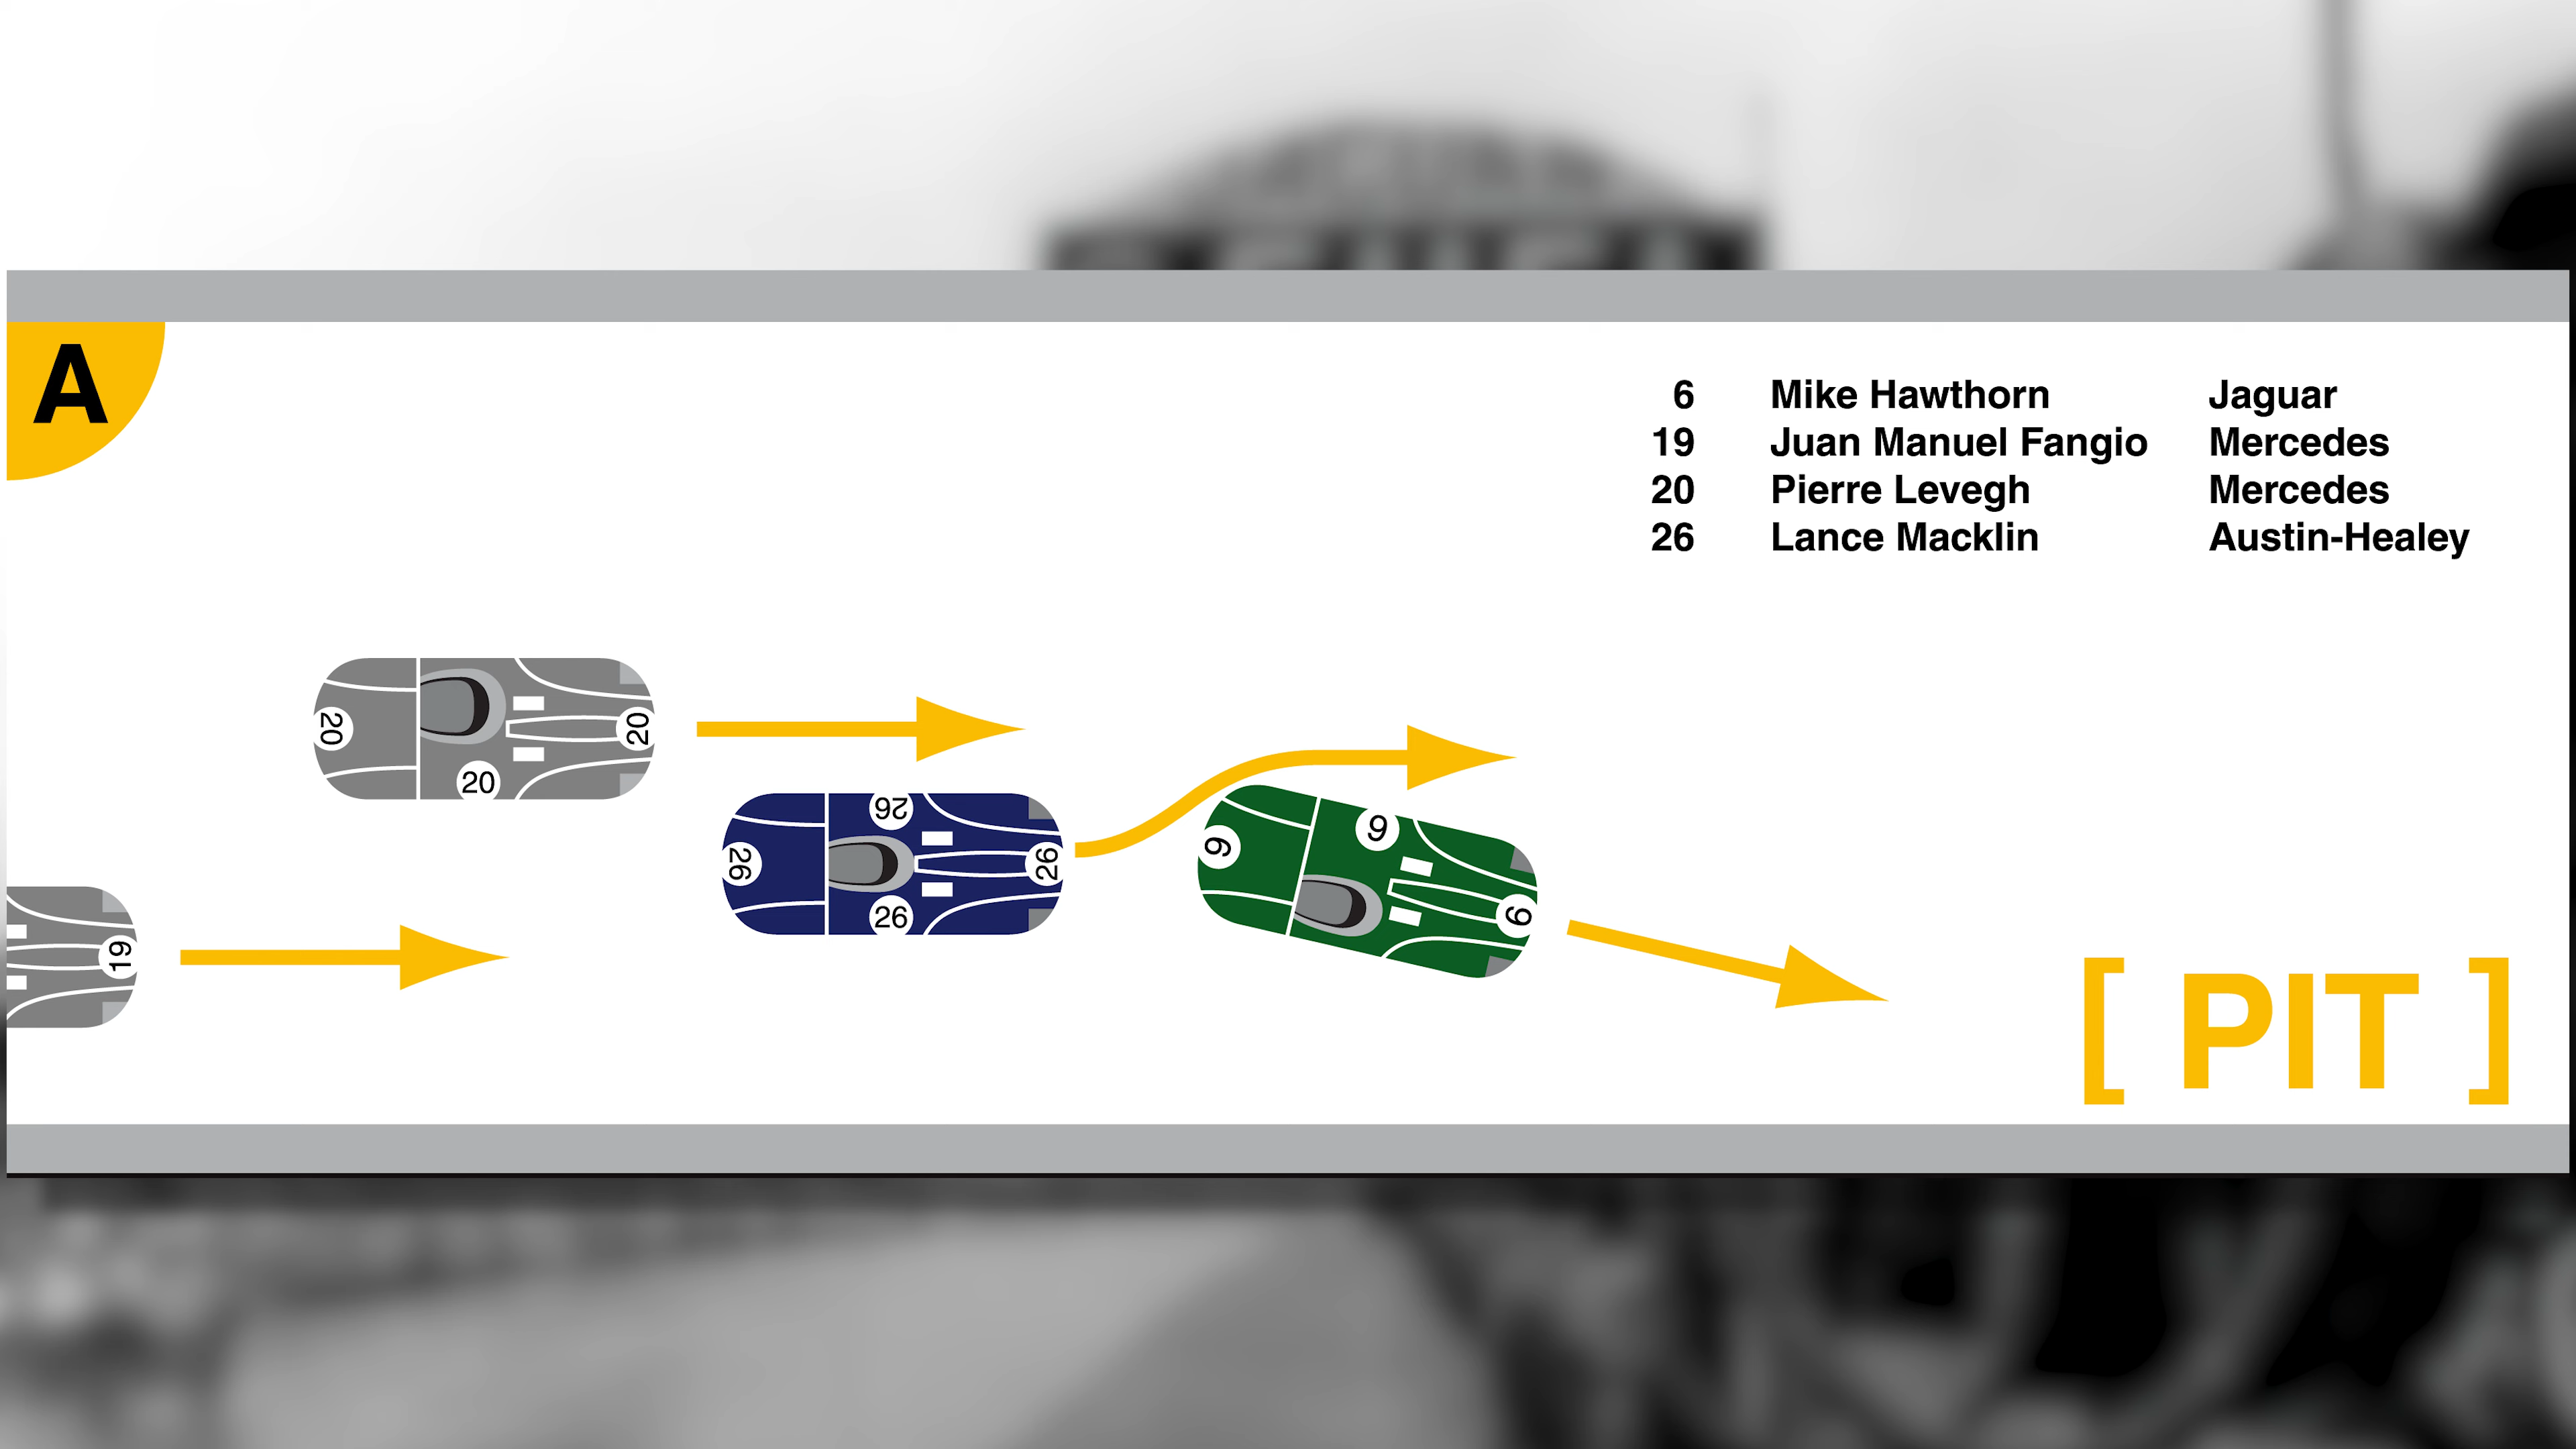 A
6 Mike Hawthorn Jaguar
19 Juan Manuel Fangio Mercedes
20 Pierre Levegh Mercedes
26 Lance Macklin Austin-Healey
20
20
20
26
26
26
26
6
6
6
19
[ PIT ]